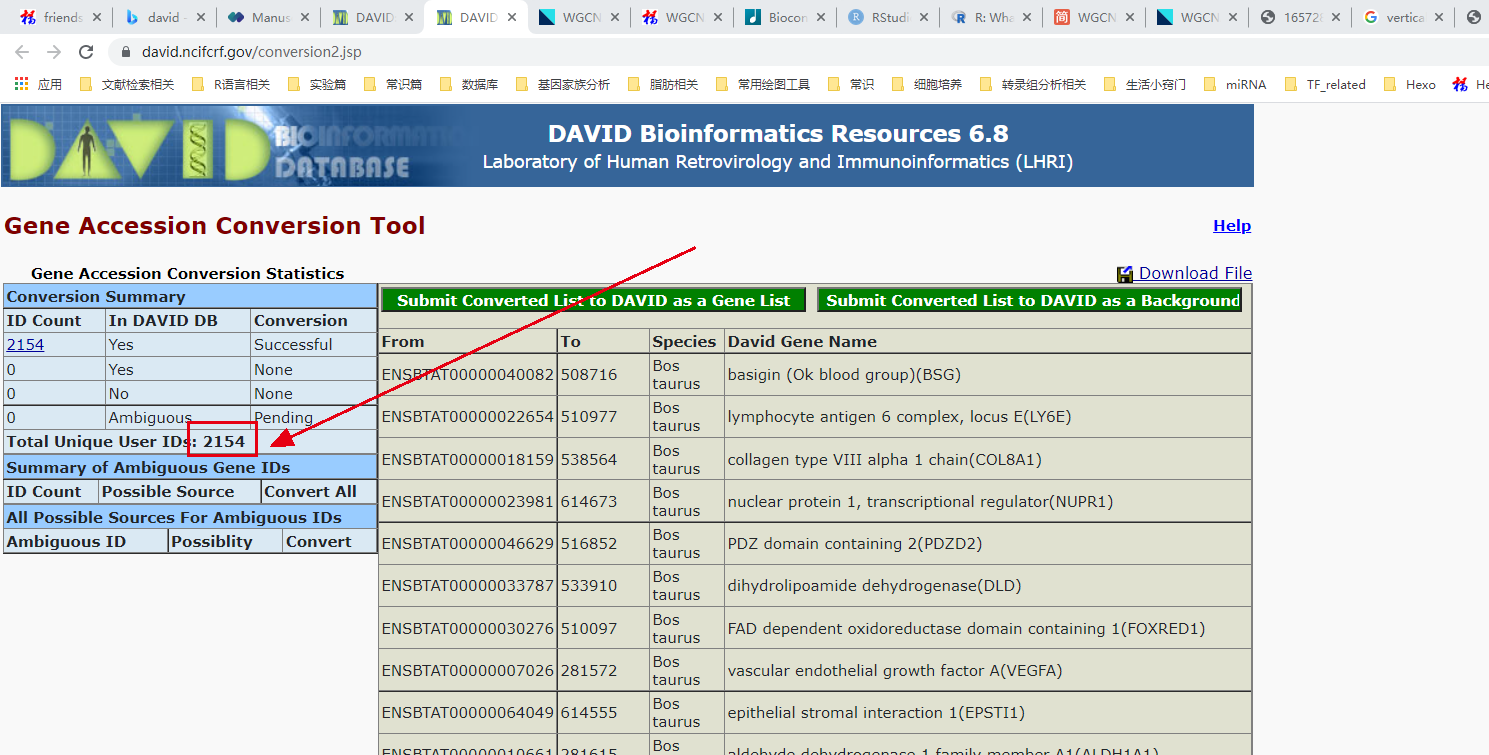 friends
david -
Manus
DAVID
DAVID
WGCN
WGCN
Biocon
RStudi
R: Wha
WGCN
WGCN
16572
vertica
david.ncifcrf.gov/conversion2.jsp
应用 文献检索相关 R语言相关 实验篇 常识篇 数据库 基因家族分析 脂肪相关 常用绘图工具 常识 细胞培养 转录组分析相关 生活小窍门 miRNA TF_related Hexo He
DAVID BIOINFORMATICS DATABASE
DAVID Bioinformatics Resources 6.8
Laboratory of Human Retrovirology and Immunoinformatics (LHRI)
Gene Accession Conversion Tool
Help
Gene Accession Conversion Statistics
Download File
Conversion Summary
ID Count In DAVID DB Conversion
2154 Yes Successful
0 Yes None
0 No None
0 Ambiguous Pending
Total Unique User IDs: 2154
Summary of Ambiguous Gene IDs
ID Count Possible Source Convert All
All Possible Sources For Ambiguous IDs
Ambiguous ID Possiblity Convert
Submit Converted List to DAVID as a Gene List
Submit Converted List to DAVID as a Background
From To Species David Gene Name
ENSBTAT00000040082 508716 Bos taurus basigin (Ok blood group)(BSG)
ENSBTAT00000022654 510977 Bos taurus lymphocyte antigen 6 complex, locus E(LY6E)
ENSBTAT00000018159 538564 Bos taurus collagen type VIII alpha 1 chain(COL8A1)
ENSBTAT00000023981 614673 Bos taurus nuclear protein 1, transcriptional regulator(NUPR1)
ENSBTAT00000046629 516852 Bos taurus PDZ domain containing 2(PDZD2)
ENSBTAT00000033787 533910 Bos taurus dihydrolipoamide dehydrogenase(DLD)
ENSBTAT00000030276 510097 Bos taurus FAD dependent oxidoreductase domain containing 1(FOXRED1)
ENSBTAT00000007026 281572 Bos taurus vascular endothelial growth factor A(VEGFA)
ENSBTAT00000064049 614555 Bos taurus epithelial stromal interaction 1(EPSTI1)
ENSBTAT00000010661 281615 Bos aldehyde dehydrogenase 1 family member A1(ALDH1A1)